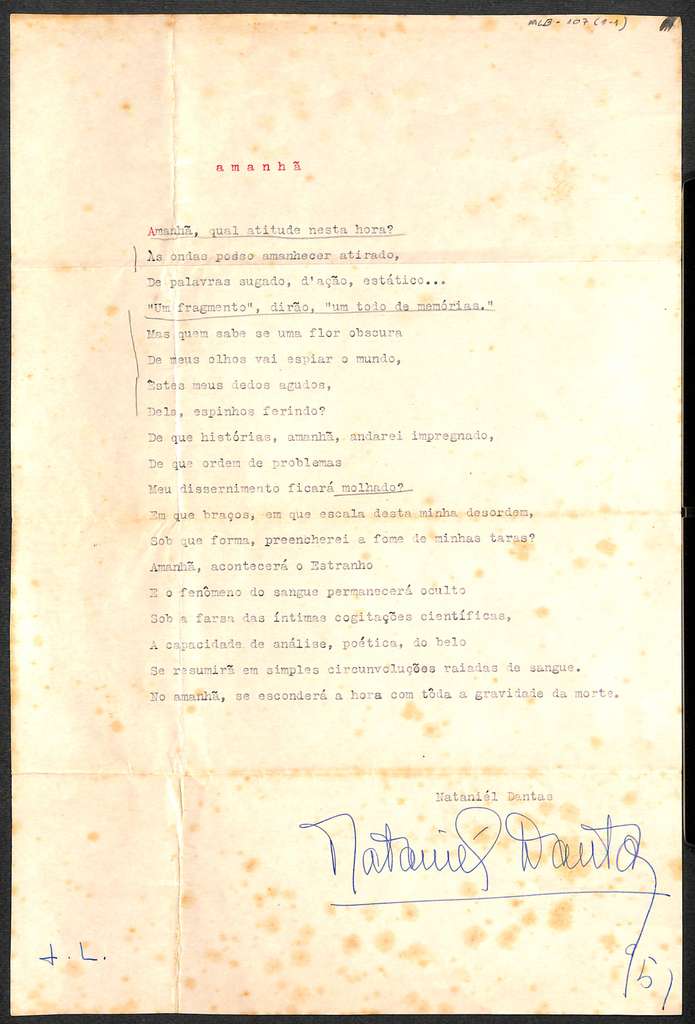 MLB - 107 (1-1)
amanhã
Amanhã, qual atitude nesta hora?
Às ondas posso amanhecer atirado,
De palavras sugado, d'ação, estático...
"Um fragmento", dirão, "um todo de memórias."
Mas quem sabe se uma flor obscura
De meus olhos vai espiar o mundo,
Êstes meus dedos agudos,
Dels, espinhos ferindo?
De que histórias, amanhã, andarei impregnado,
De que ordem de problemas
Meu dissernimento ficará molhado?
Em que braços, em que escala desta minha desordem,
Sob que forma, preencherei a fome de minhas taras?
Amanhã, acontecerá o Estranho
E o fenômeno do sangue permanecerá oculto
Sob a farsa das íntimas cogitações científicas,
A capacidade de análise, poética, do belo
Se resumirã em simples circunvoluções raiadas de sangue.
No amanhã, se esconderá a hora com tôda a gravidade da morte.
Nataniél Dantas
Nataniél Dantas
951